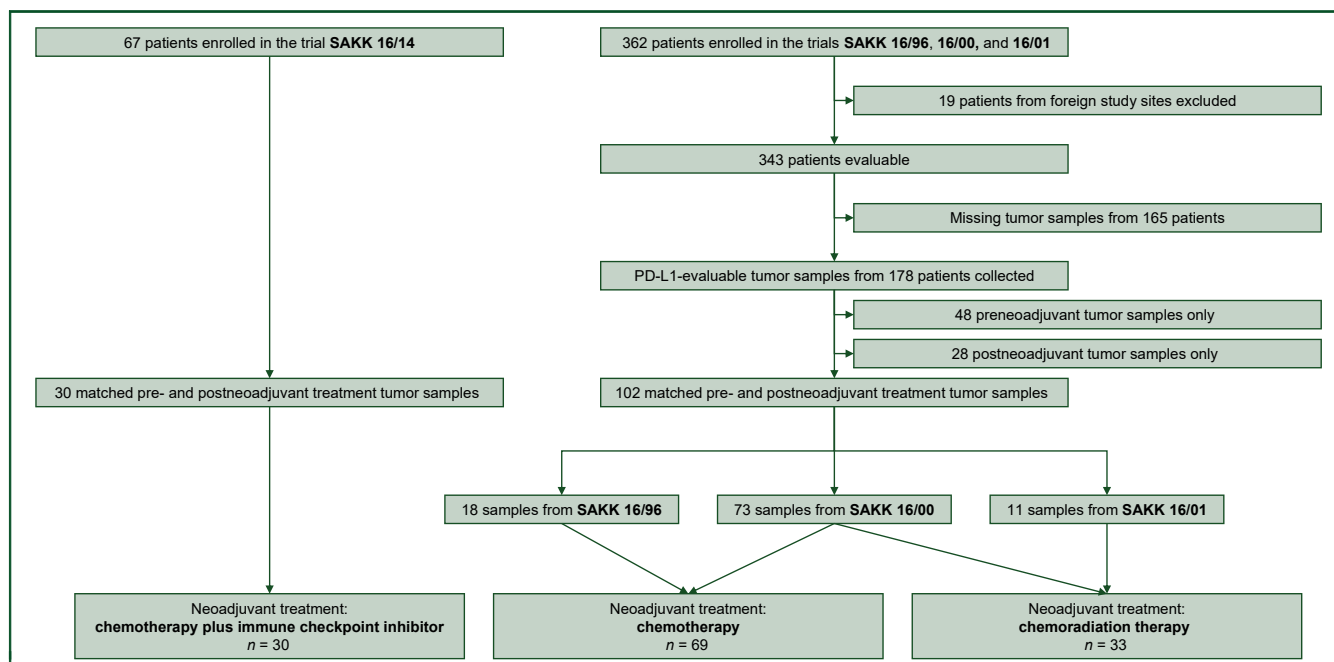 67 patients enrolled in the trial SAKK 16/14
362 patients enrolled in the trials SAKK 16/96, 16/00, and 16/01
19 patients from foreign study sites excluded
343 patients evaluable
Missing tumor samples from 165 patients
PD-L1-evaluable tumor samples from 178 patients collected
48 preneoadjuvant tumor samples only
28 postneoadjuvant tumor samples only
30 matched pre- and postneoadjuvant treatment tumor samples
102 matched pre- and postneoadjuvant treatment tumor samples
18 samples from SAKK 16/96
73 samples from SAKK 16/00
11 samples from SAKK 16/01
Neoadjuvant treatment:
chemotherapy plus immune checkpoint inhibitor
n = 30
Neoadjuvant treatment:
chemotherapy
n = 69
Neoadjuvant treatment:
chemoradiation therapy
n = 33